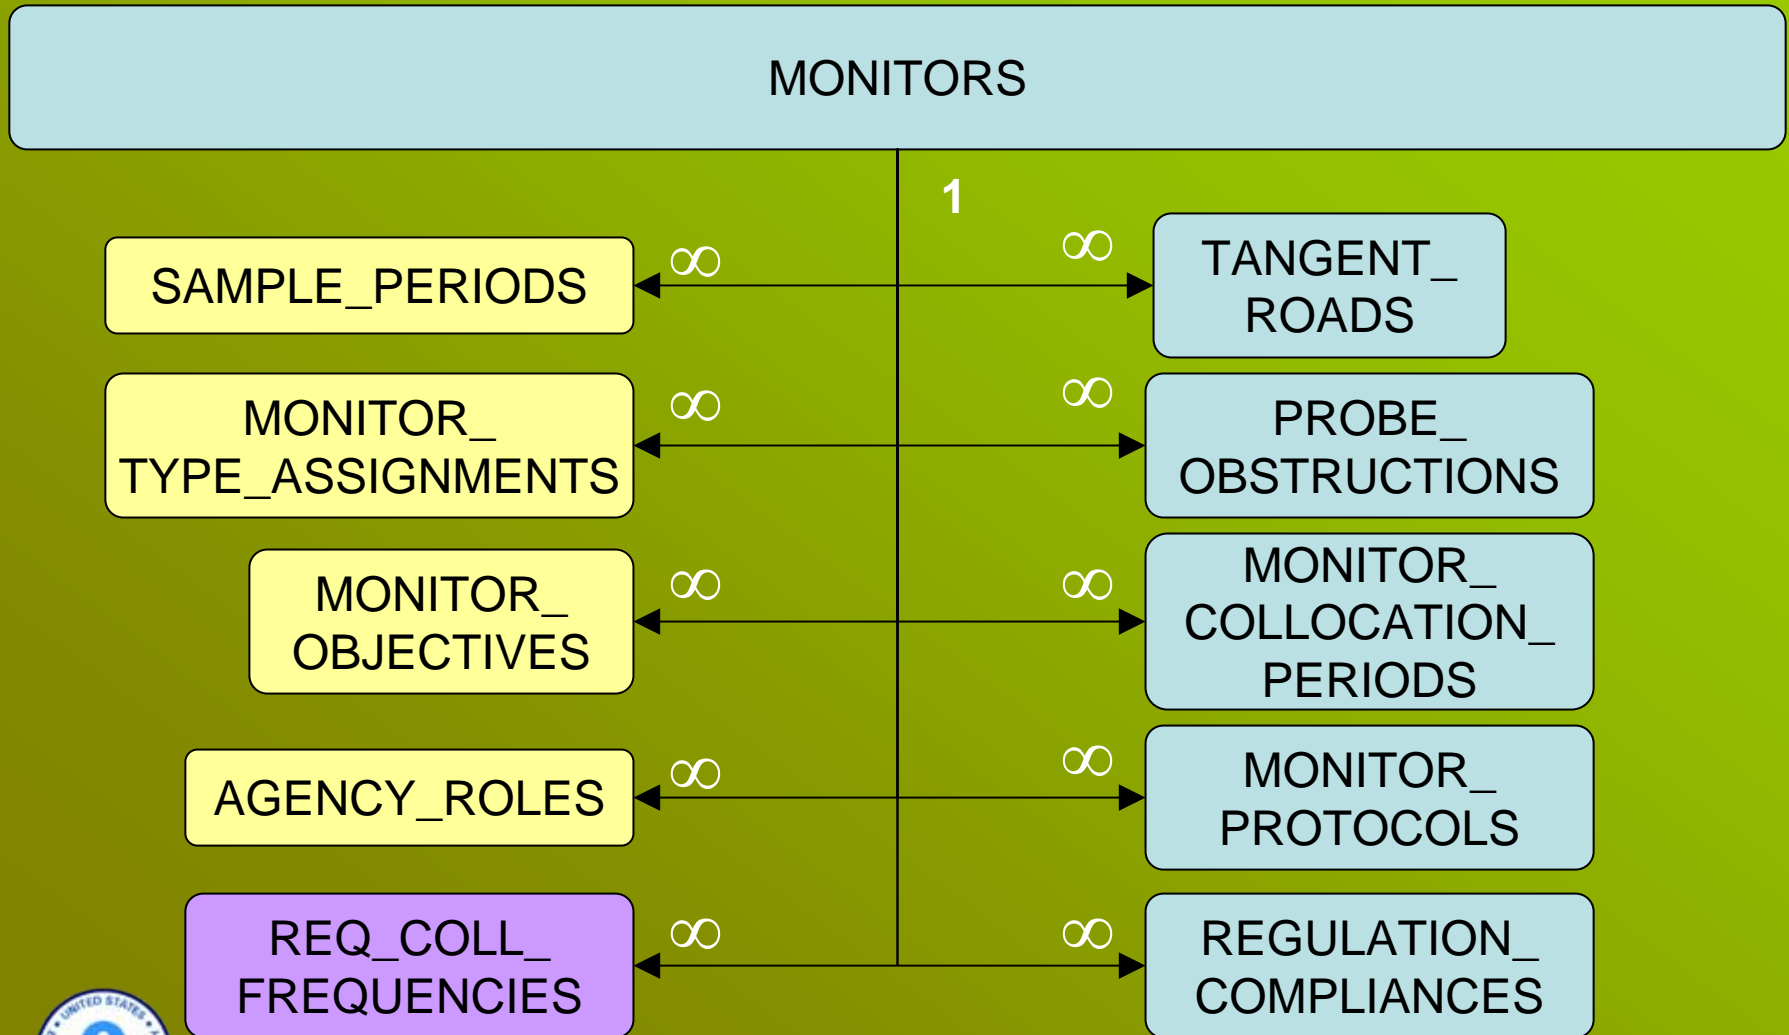 MONITORS
1
∞
∞
SAMPLE_PERIODS
TANGENT_
ROADS
∞
∞
MONITOR_
TYPE_ASSIGNMENTS
PROBE_
OBSTRUCTIONS
∞
∞
MONITOR_
OBJECTIVES
MONITOR_
COLLOCATION_
PERIODS
∞
∞
AGENCY_ROLES
MONITOR_
PROTOCOLS
∞
∞
REQ_COLL_
FREQUENCIES
REGULATION_
COMPLIANCES
UNITED